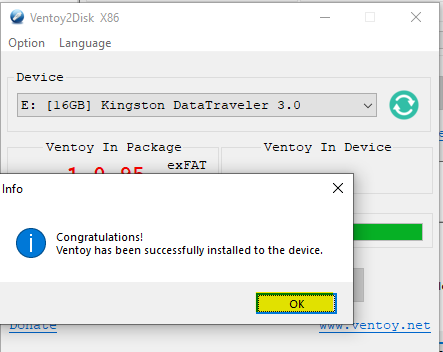 Ventoy2Disk X86
Option Language
Device
E: [16GB] Kingston DataTraveler 3.0
Ventoy In Package
Ventoy In Device
exFAT
1.0.95
Info
Congratulations!
Ventoy has been successfully installed to the device.
OK
Donate
www.ventoy.net